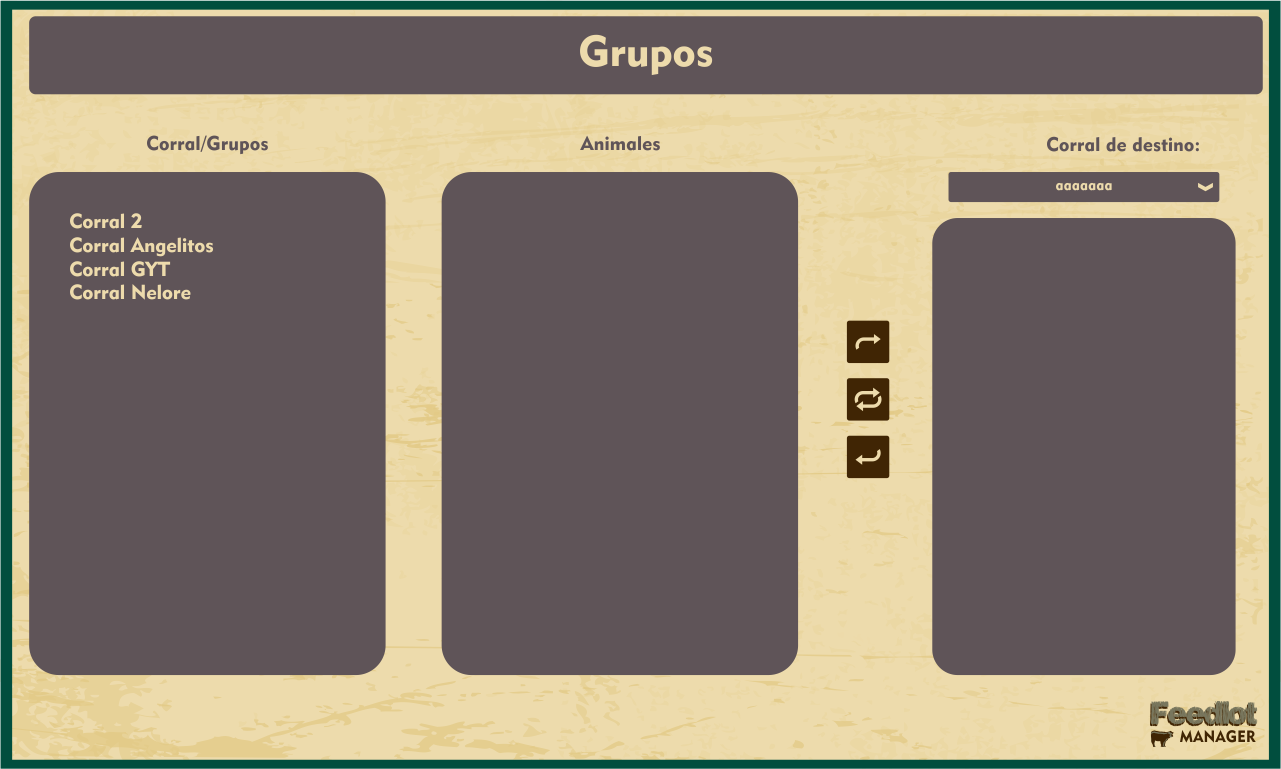 Grupos
Corral/Grupos
Animales
Corral de destino:
aaaaaaa
Corral 2
Corral Angelitos
Corral GYT
Corral Nelore
Feedlot
MANAGER